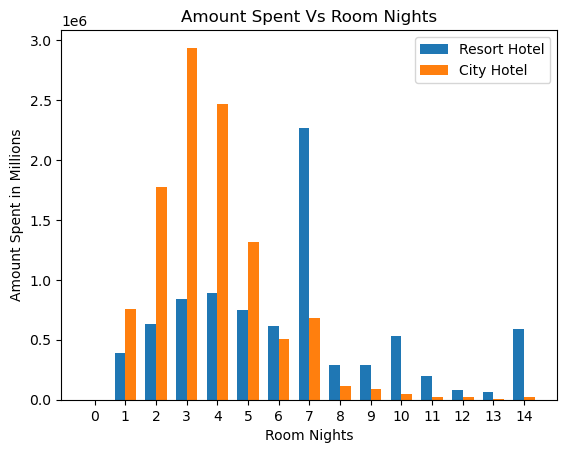 Amount Spent Vs Room Nights
1e6
Resort Hotel
City Hotel
3.0
2.5
2.0
1.5
1.0
0.5
0.0
Amount Spent in Millions
0 1 2 3 4 5 6 7 8 9 10 11 12 13 14
Room Nights